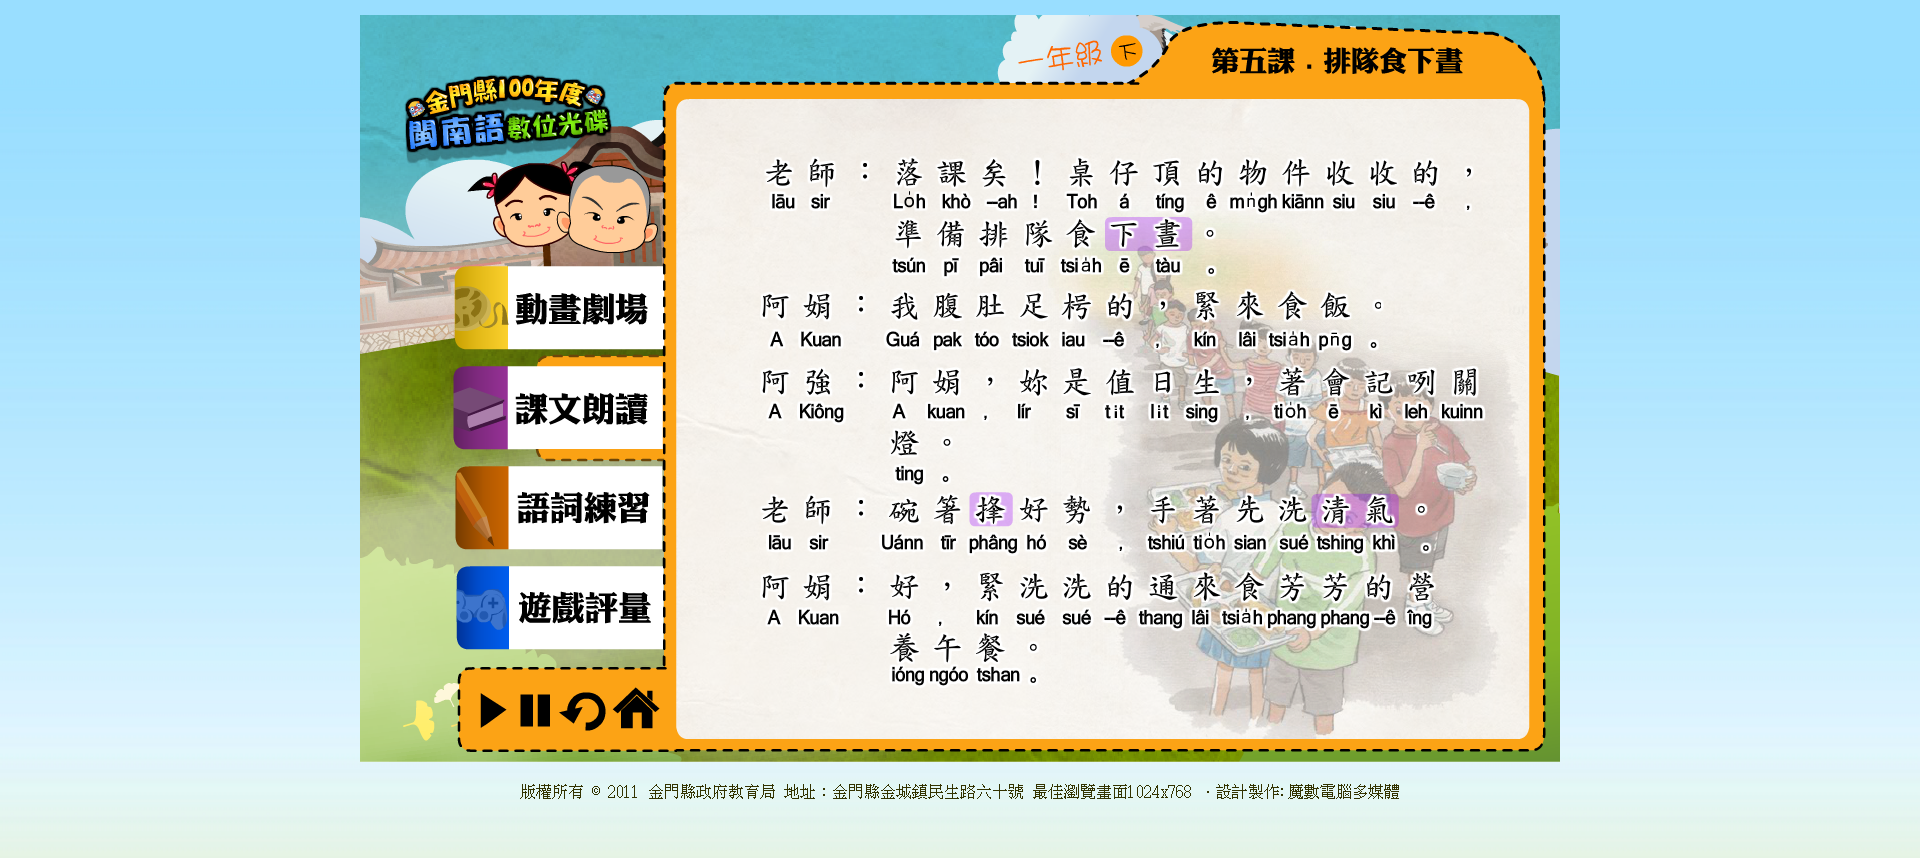 一年級 下
第五課．排隊食下晝
金門縣100年度
閩南語數位光碟
動畫劇場
課文朗讀
語詞練習
遊戲評量
老師：落課矣！桌仔頂的物件收收的，
lāu sir Lo̍h khò --ah ! Toh á tíng ê mn̍gh kiānn siu siu --ê ,
準備排隊食下晝。
tsún pī pâi tuī tsia̍h ē tàu 。
阿娟：我腹肚足枵的，緊來食飯。
A Kuan Guá pak tóo tsiok iau --ê , kín lâi tsia̍h pn̄g 。
阿強：阿娟，妳是值日生，著會記咧關
A Kiông A kuan , lír sī ti̍t li̍t sing , tio̍h ē kì leh kuinn
燈。
ting 。
老師：碗箸捀好勢，手著先洗清氣。
lāu sir Uánn tīr phâng hó sè , tshiú tio̍h sian sué tshing khì 。
阿娟：好，緊洗洗的通來食芳芳的營
A Kuan Hó , kín sué sué --ê thang lâi tsia̍h phang phang --ê îng
養午餐。
ióng ngóo tshan 。
版權所有 © 2011 金門縣政府教育局 地址：金門縣金城鎮民生路六十號 最佳瀏覽畫面1024x768 ‧設計製作: 魔數電腦多媒體